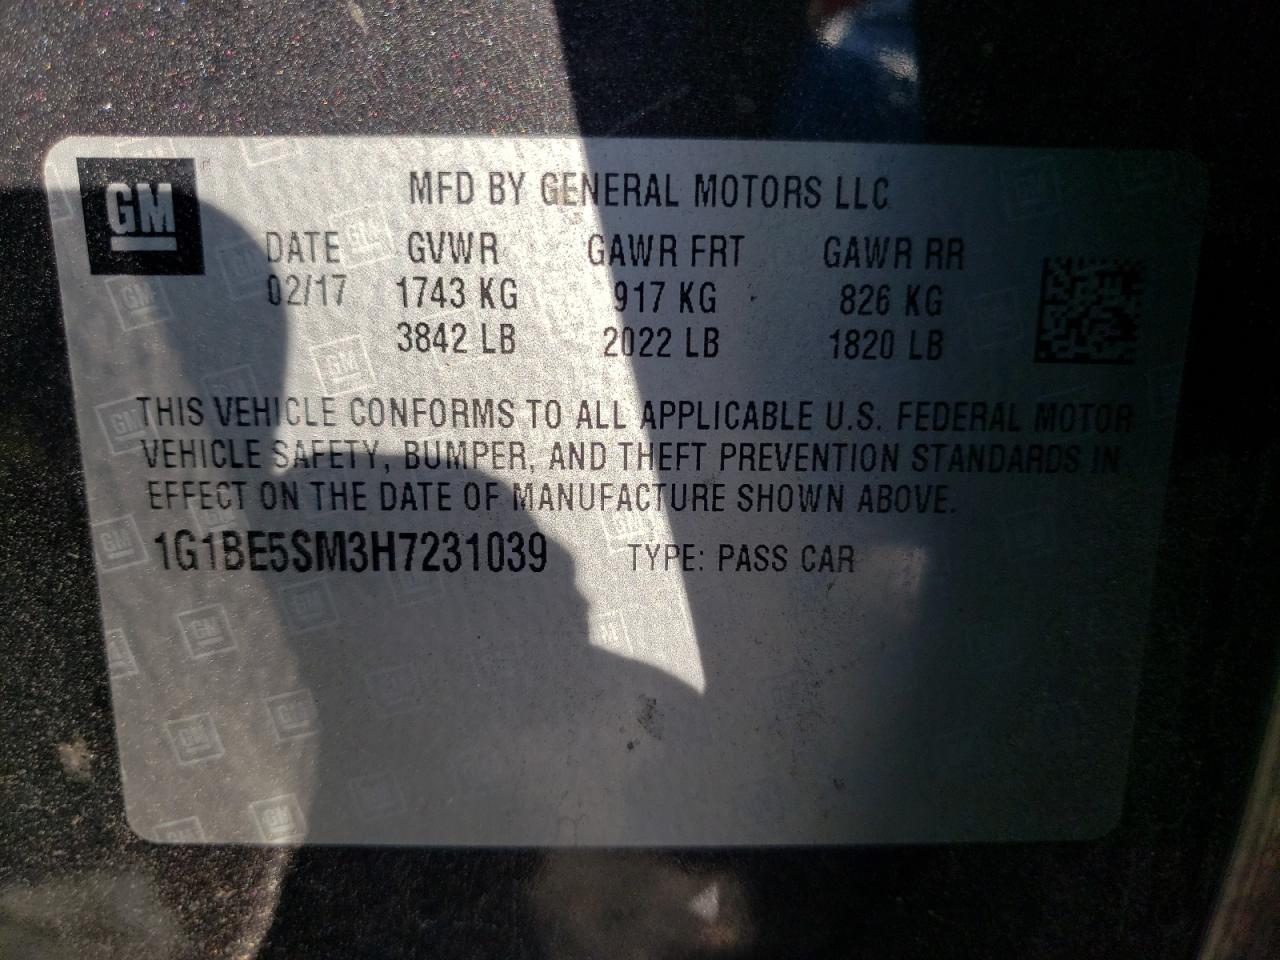 GM
MFD BY GENERAL MOTORS LLC
DATE GVWR GAWR FRT GAWR RR
02/17 1743 KG 917 KG 826 KG
3842 LB 2022 LB 1820 LB
THIS VEHICLE CONFORMS TO ALL APPLICABLE U.S. FEDERAL MOTOR
VEHICLE SAFETY, BUMPER, AND THEFT PREVENTION STANDARDS IN
EFFECT ON THE DATE OF MANUFACTURE SHOWN ABOVE.
1G1BE5SM3H7231039 TYPE: PASS CAR